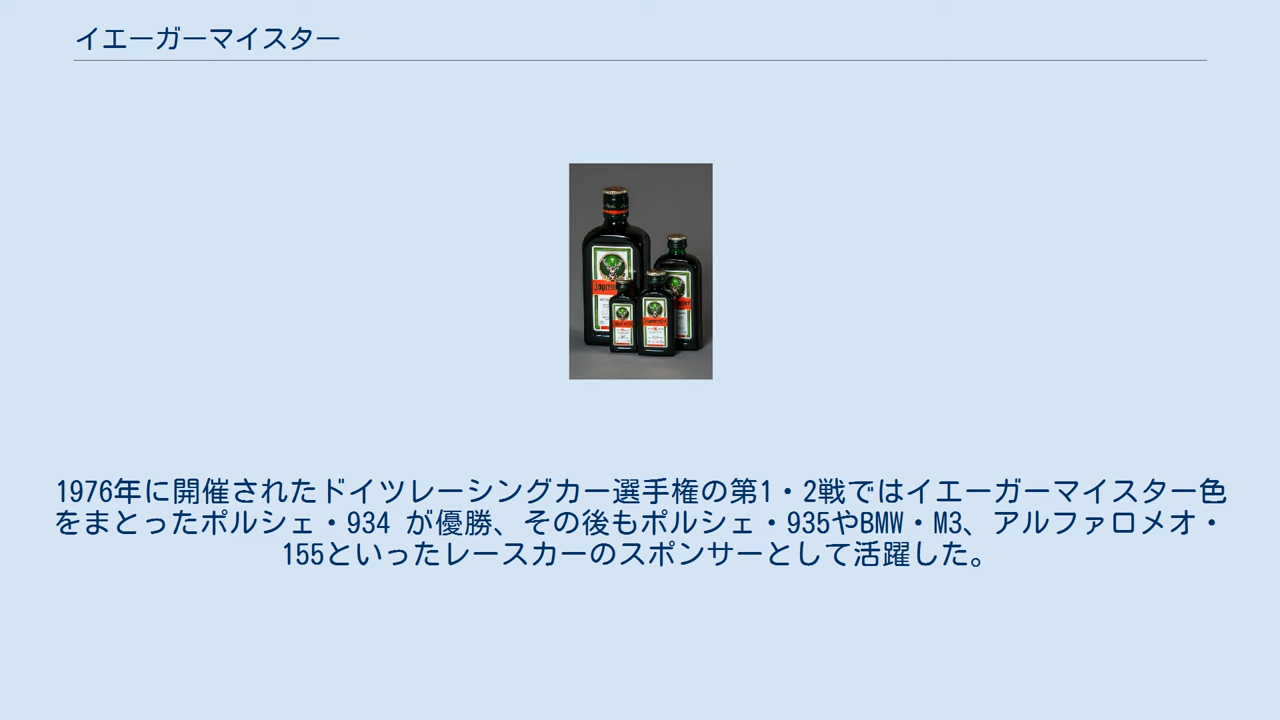 イエーガーマイスター
1976年に開催されたドイツレーシングカー選手権の第1・2戦ではイエーガーマイスター色
をまとったポルシェ・934 が優勝、その後もポルシェ・935やBMW・M3、アルファロメオ・
155といったレースカーのスポンサーとして活躍した。